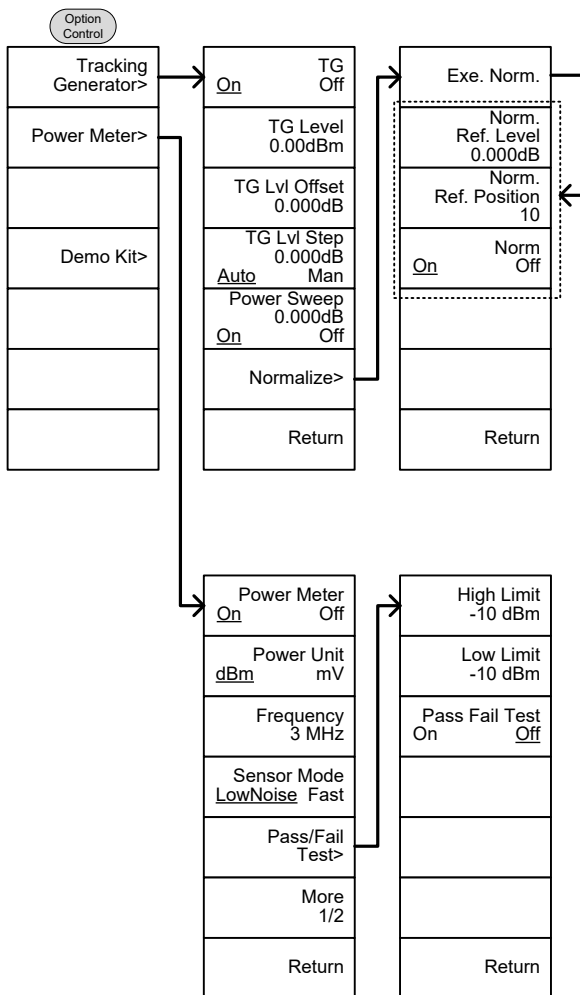 Option
Control
Tracking
Generator>
Power Meter>
Demo Kit>
TG
On Off
TG Level
0.00dBm
TG Lvl Offset
0.000dB
TG Lvl Step
0.000dB
Auto Man
Power Sweep
0.000dB
On Off
Normalize>
Return
Exe. Norm.
Norm.
Ref. Level
0.000dB
Norm.
Ref. Position
10
Norm
On Off
Return
Power Meter
On Off
Power Unit
dBm mV
Frequency
3 MHz
Sensor Mode
LowNoise Fast
Pass/Fail
Test>
More
1/2
Return
High Limit
-10 dBm
Low Limit
-10 dBm
Pass Fail Test
On Off
Return